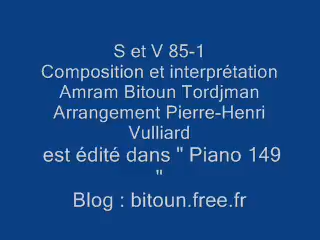 S et V 85-1
Composition et interprétation
Amram Bitoun Tordjman
Arrangement Pierre-Henri
Vulliard
est édité dans " Piano 149
"
Blog : bitoun.free.fr